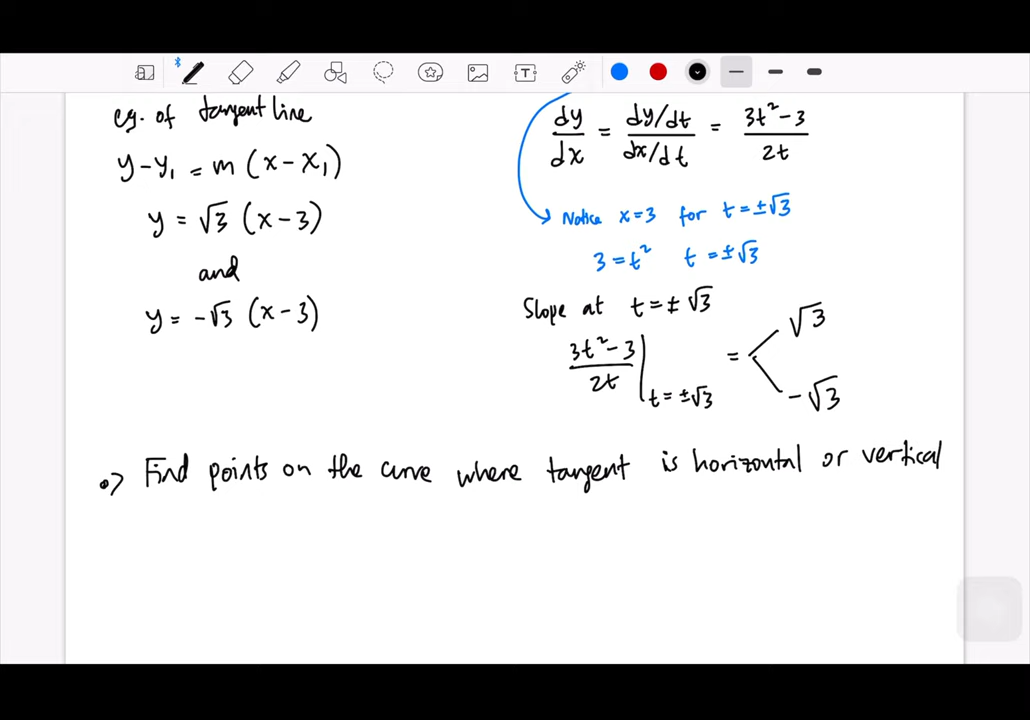 eg. of tangent line
y-y₁ = m (x-x₁)
y = √3 (x-3)
and
y = -√3 (x-3)
dy/dx = (dy/dt)/(dx/dt) = (3t²-3)/2t
Notice x=3 for t=±√3
3=t² t=±√3
Slope at t=±√3
(3t²-3)/2t |t=±√3 = < √3
-√3
•> Find points on the curve where tangent is horizontal or vertical